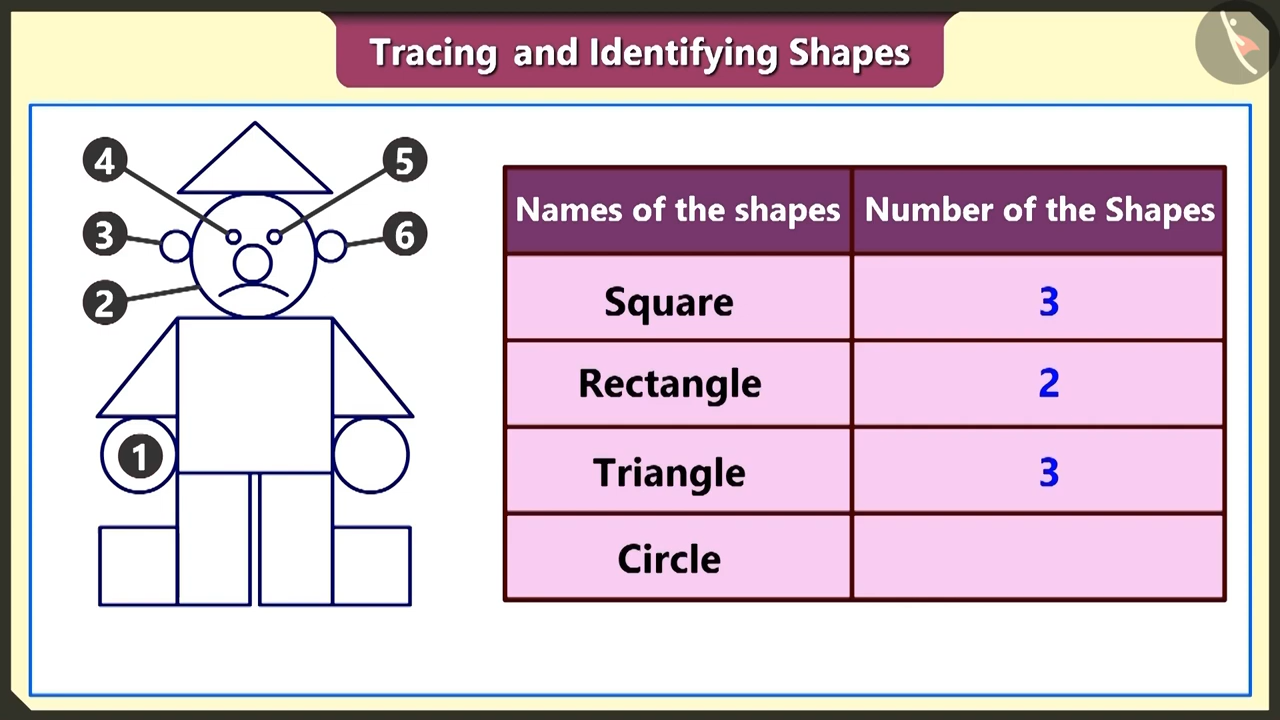 Tracing and Identifying Shapes
4
5
3
6
2
1
Names of the shapes Number of the Shapes
Square 3
Rectangle 2
Triangle 3
Circle